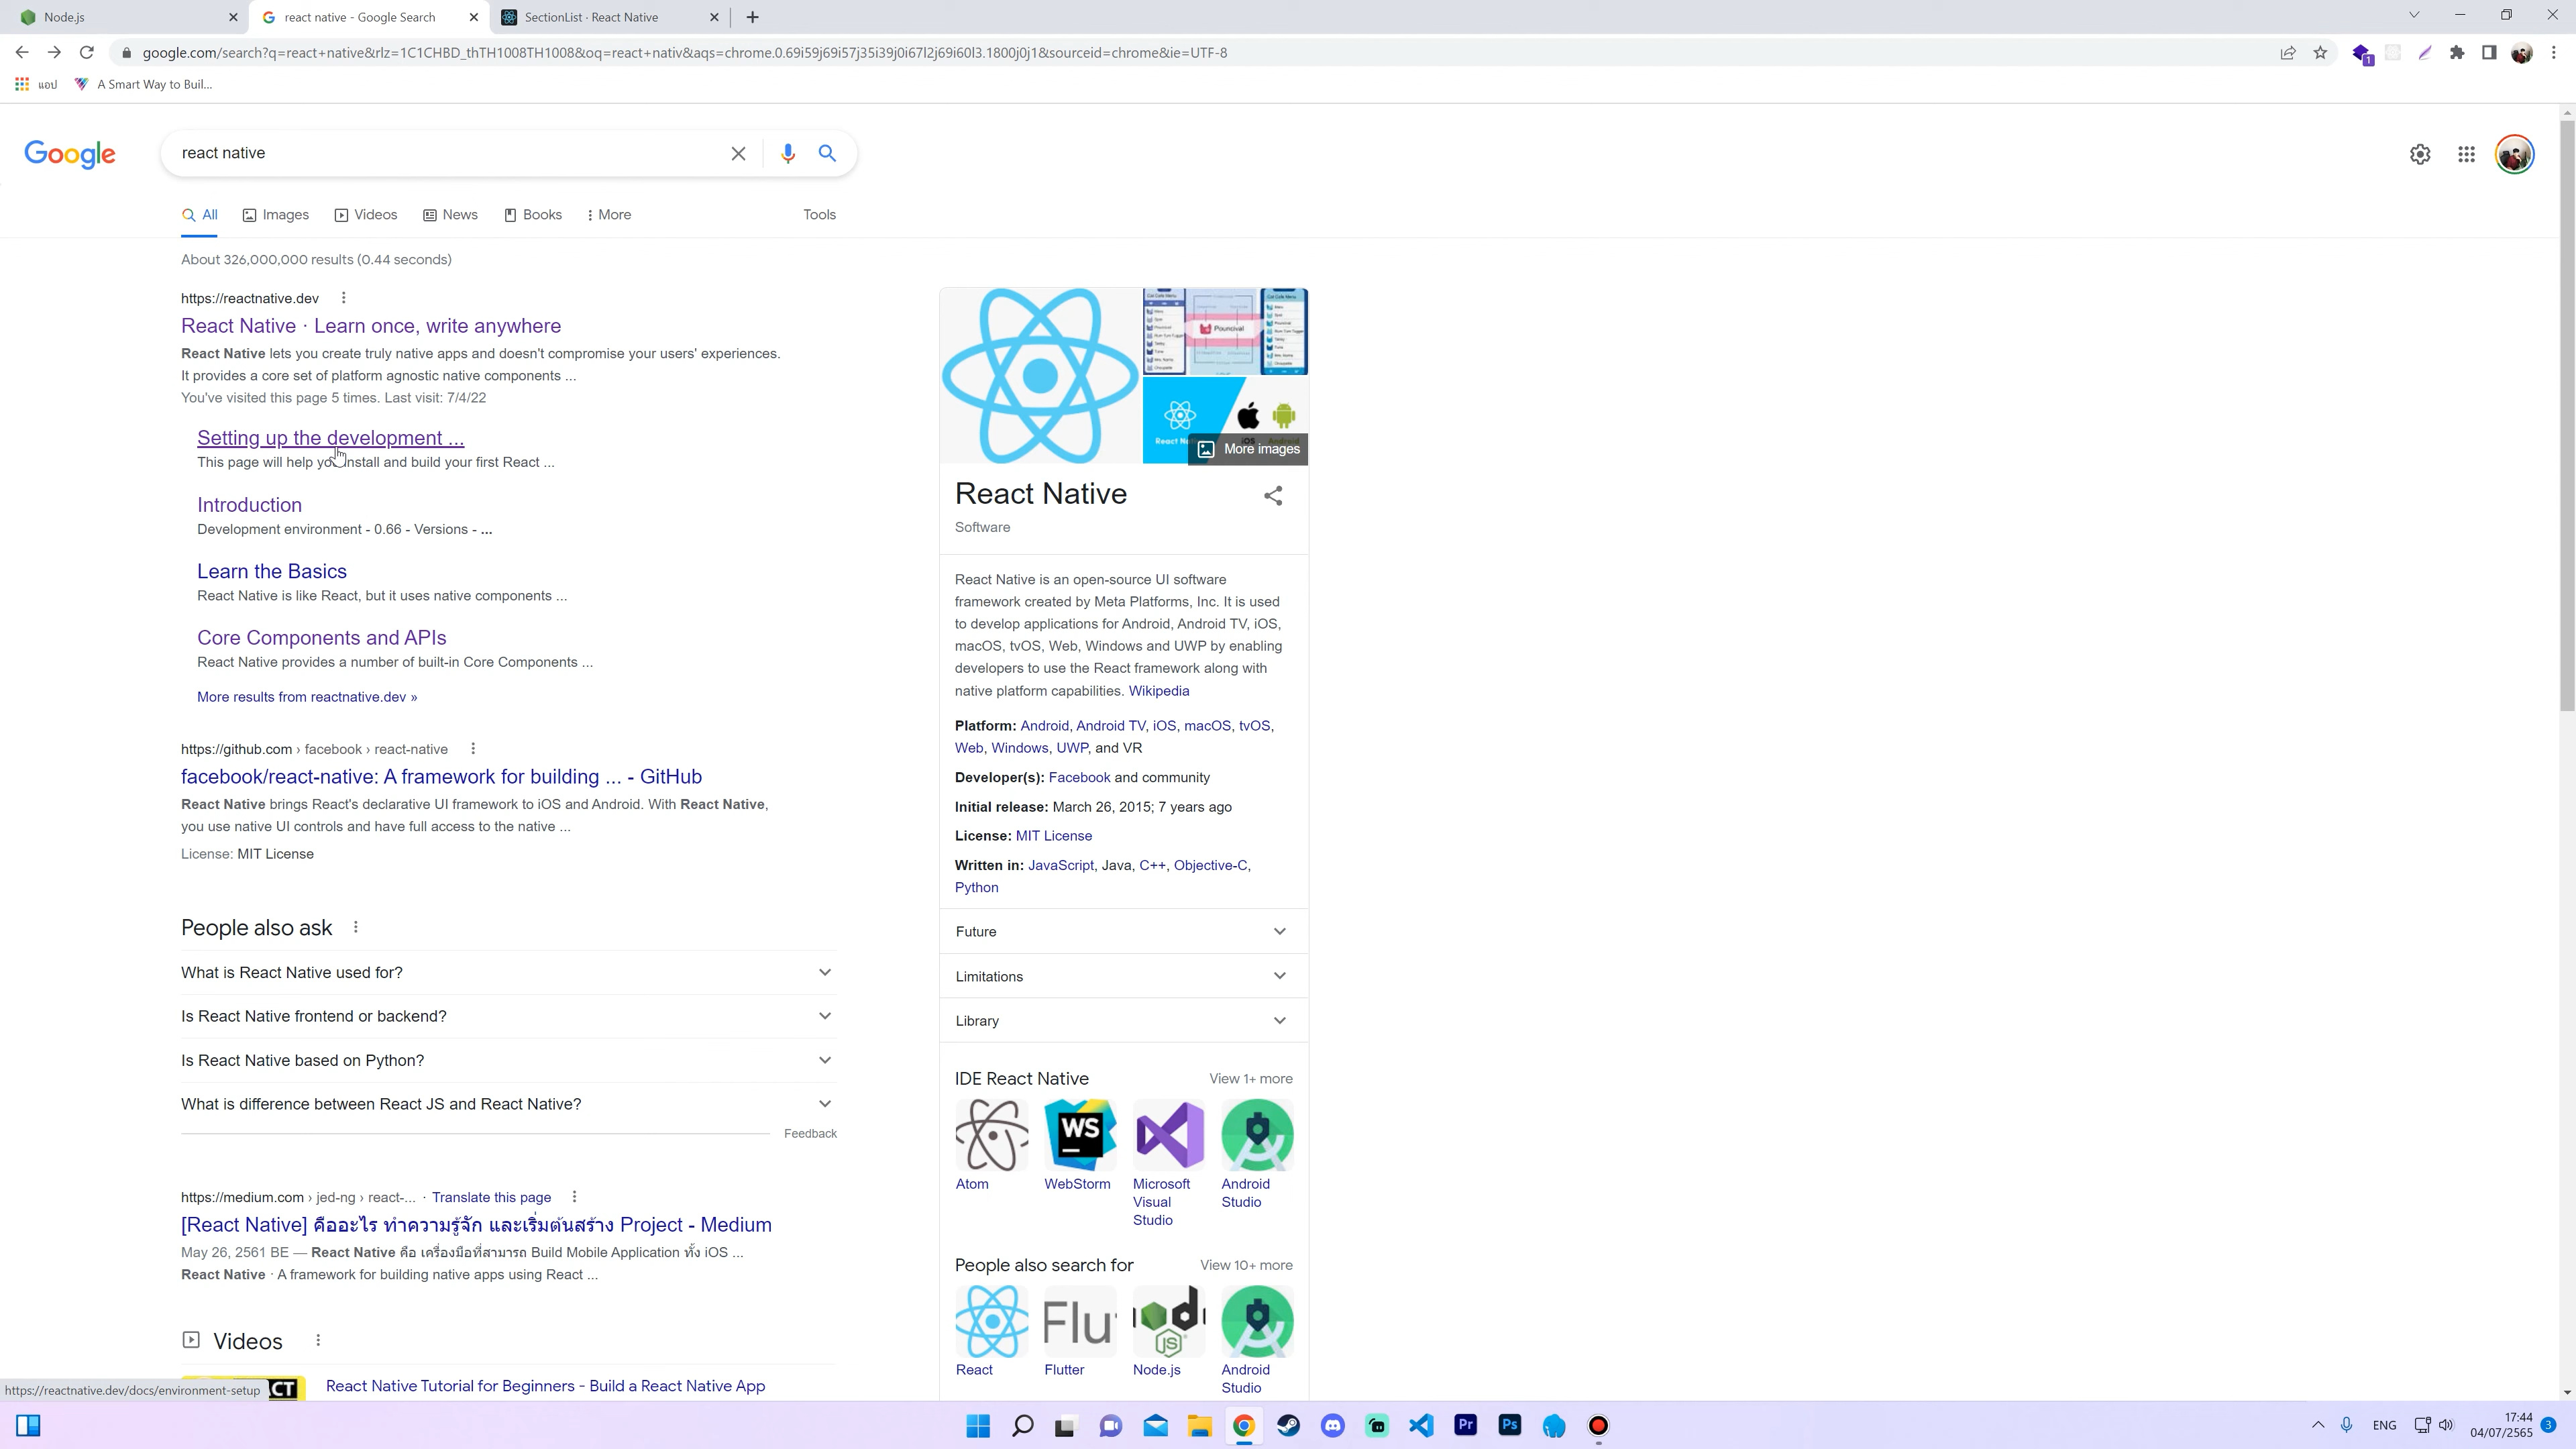 Node.js
react native - Google Search
SectionList · React Native
google.com/search?q=react+native&rlz=1C1CHBD_thTH1008TH1008&oq=react+nativ&aqs=chrome.0.69i59j69i57j35i39j0i67l2j69i60l3.1800j0j1&sourceid=chrome&ie=UTF-8
1
แอป
A Smart Way to Buil...
Google
react native
All
Images
Videos
News
Books
More
Tools
About 326,000,000 results (0.44 seconds)
https://reactnative.dev
React Native · Learn once, write anywhere
React Native lets you create truly native apps and doesn't compromise your users' experiences.
It provides a core set of platform agnostic native components ...
You've visited this page 5 times. Last visit: 7/4/22
Setting up the development ...
This page will help you install and build your first React ...
Introduction
Development environment - 0.66 - Versions - ...
Learn the Basics
React Native is like React, but it uses native components ...
Core Components and APIs
React Native provides a number of built-in Core Components ...
More results from reactnative.dev »
https://github.com › facebook › react-native
facebook/react-native: A framework for building ... - GitHub
React Native brings React's declarative UI framework to iOS and Android. With React Native,
you use native UI controls and have full access to the native ...
License: MIT License
People also ask
What is React Native used for?
Is React Native frontend or backend?
Is React Native based on Python?
What is difference between React JS and React Native?
Feedback
https://medium.com › jed-ng › react-... · Translate this page
[React Native] คืออะไร ทำความรู้จัก และเริ่มต้นสร้าง Project - Medium
May 26, 2561 BE — React Native คือ เครื่องมือที่สามารถ Build Mobile Application ทั้ง iOS ...
React Native · A framework for building native apps using React ...
Videos
CT
React Native Tutorial for Beginners - Build a React Native App
https://reactnative.dev/docs/environment-setup
Pouncival
More images
React Native
Software
React Native is an open-source UI software
framework created by Meta Platforms, Inc. It is used
to develop applications for Android, Android TV, iOS,
macOS, tvOS, Web, Windows and UWP by enabling
developers to use the React framework along with
native platform capabilities. Wikipedia
Platform: Android, Android TV, iOS, macOS, tvOS,
Web, Windows, UWP, and VR
Developer(s): Facebook and community
Initial release: March 26, 2015; 7 years ago
License: MIT License
Written in: JavaScript, Java, C++, Objective-C,
Python
Future
Limitations
Library
IDE React Native
View 1+ more
WS
Atom
WebStorm
Microsoft
Visual
Studio
Android
Studio
People also search for
View 10+ more
Flu
JS
React
Flutter
Node.js
Android
Studio
Pr
Ps
ENG
17:44
04/07/2565
3